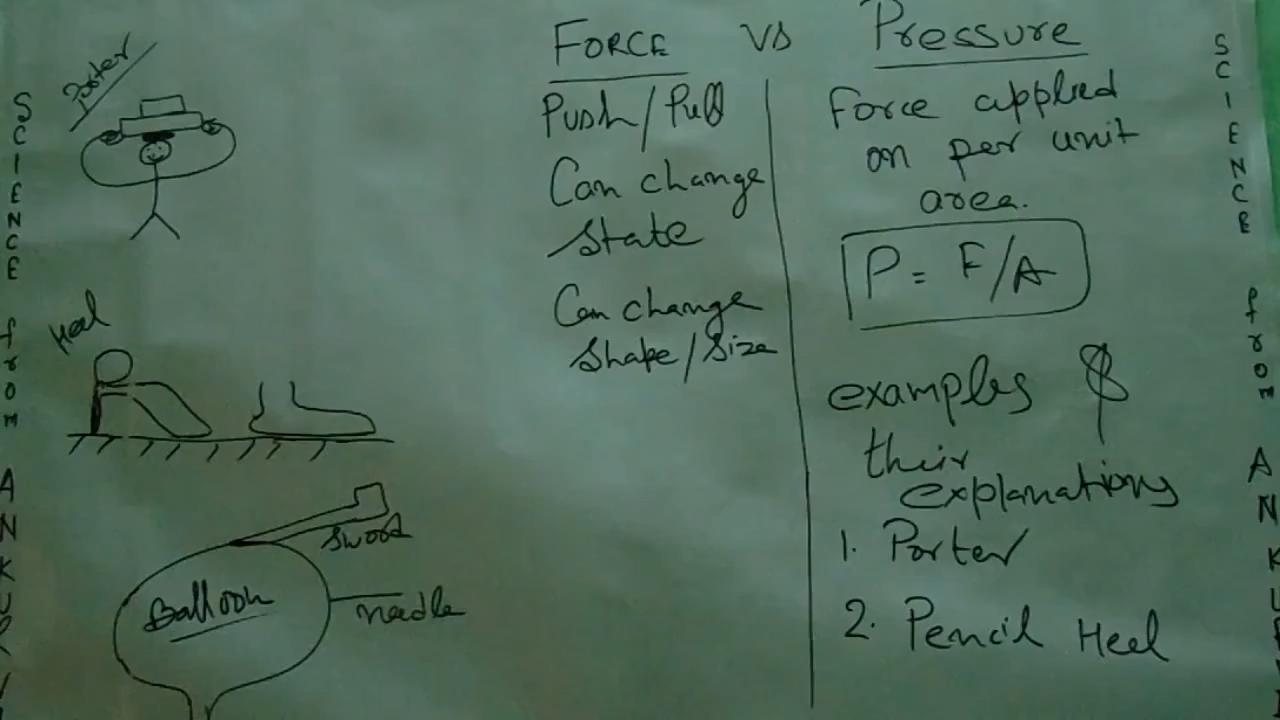 FORCE vs Pressure
Porter
Push/Pull
Can change
State
Can change
Shape/Size
Force applied
on per unit
area.
P = F/A
examples &
their
explanations
1. Porter
2. Pencil Heel
Heel
Sword
Balloon
needle
SCIENCE from ANKUR
SCIENCE from ANKUR